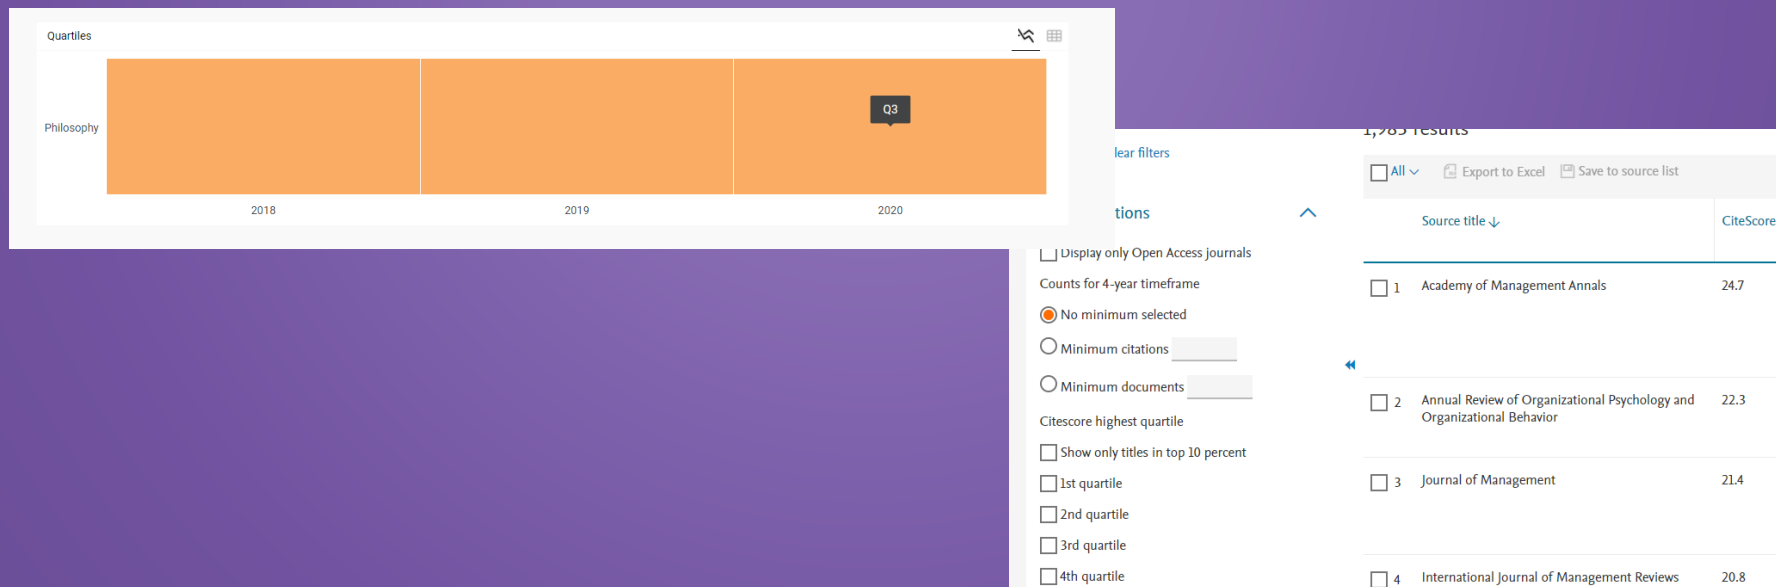 Quartiles
Philosophy
Q3
2018
2019
2020
lear filters
tions
Display only Open Access journals
Counts for 4-year timeframe
No minimum selected
Minimum citations
Minimum documents
Citescore highest quartile
Show only titles in top 10 percent
1st quartile
2nd quartile
3rd quartile
4th quartile
1,985 results
All
Export to Excel
Save to source list
Source title
CiteScore
1 Academy of Management Annals 24.7
2 Annual Review of Organizational Psychology and 22.3
Organizational Behavior
3 Journal of Management 21.4
4 International Journal of Management Reviews 20.8